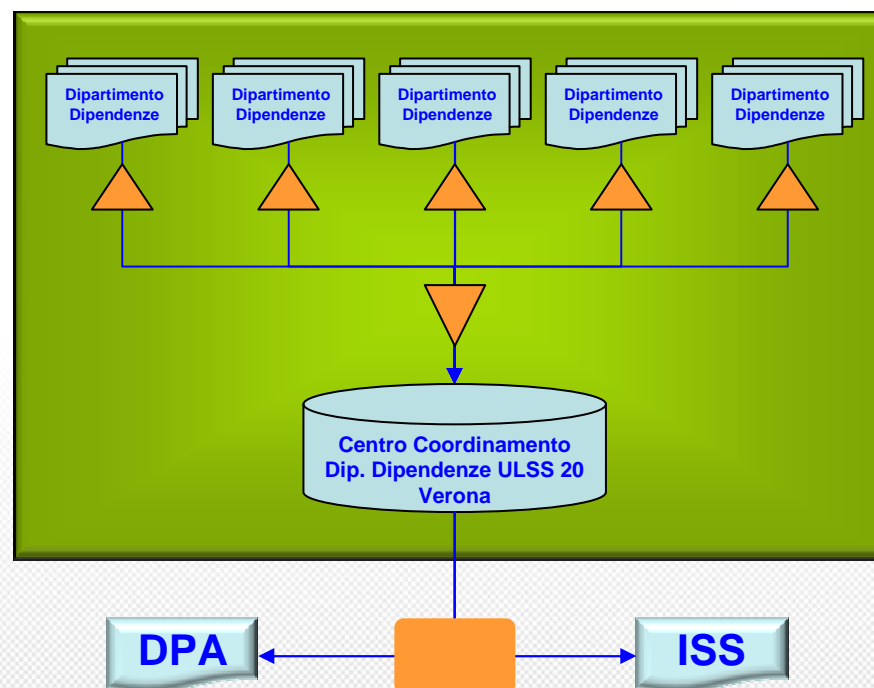 Dipartimento
Dipendenze
Dipartimento
Dipendenze
Dipartimento
Dipendenze
Dipartimento
Dipendenze
Dipartimento
Dipendenze
Centro Coordinamento
Dip. Dipendenze ULSS 20
Verona
DPA
ISS